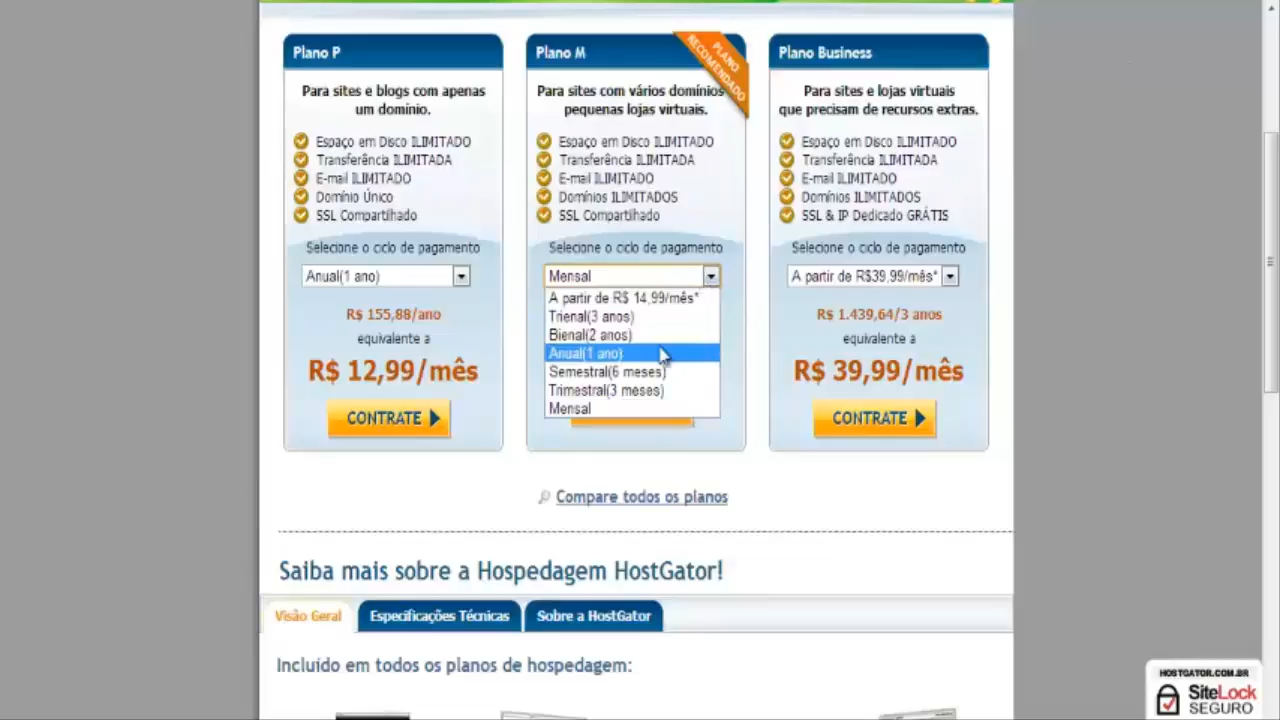 Plano P
Para sites e blogs com apenas
um domínio.
Espaço em Disco ILIMITADO
Transferência ILIMITADA
E-mail ILIMITADO
Domínio Único
SSL Compartilhado
Selecione o ciclo de pagamento
Anual(1 ano)
R$ 155,88/ano
equivalente a
R$ 12,99/mês
CONTRATE
Plano M
PLANO
RECOMENDADO
Para sites com vários domínios
pequenas lojas virtuais.
Espaço em Disco ILIMITADO
Transferência ILIMITADA
E-mail ILIMITADO
Domínios ILIMITADOS
SSL Compartilhado
Selecione o ciclo de pagamento
Mensal
A partir de R$ 14,99/mês*
Trienal(3 anos)
Bienal(2 anos)
Anual(1 ano)
Semestral(6 meses)
Trimestral(3 meses)
Mensal
Plano Business
Para sites e lojas virtuais
que precisam de recursos extras.
Espaço em Disco ILIMITADO
Transferência ILIMITADA
E-mail ILIMITADO
Domínios ILIMITADOS
SSL & IP Dedicado GRÁTIS
Selecione o ciclo de pagamento
A partir de R$39,99/mês*
R$ 1.439,64/3 anos
equivalente a
R$ 39,99/mês
CONTRATE
Compare todos os planos
Saiba mais sobre a Hospedagem HostGator!
Visão Geral
Especificações Técnicas
Sobre a HostGator
Incluído em todos os planos de hospedagem:
HOSTGATOR.COM.BR
SiteLock
SEGURO